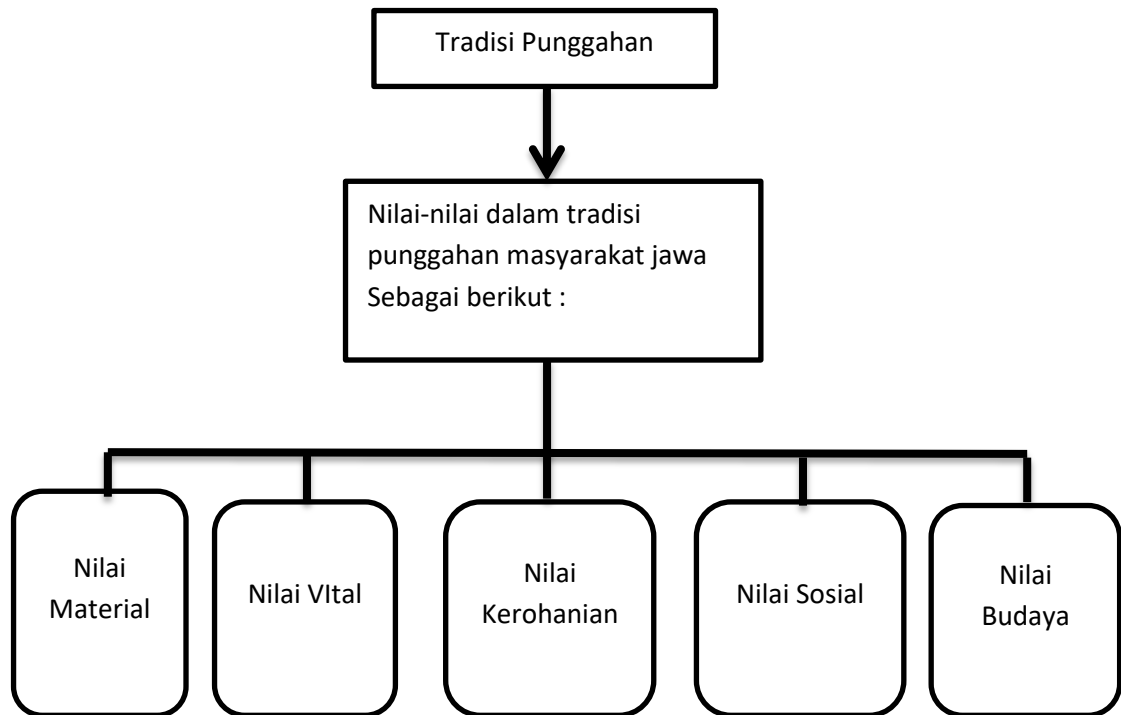 Tradisi Punggahan
Nilai-nilai dalam tradisi
punggahan masyarakat jawa
Sebagai berikut :
Nilai
Material
Nilai VItal
Nilai
Kerohanian
Nilai Sosial
Nilai
Budaya